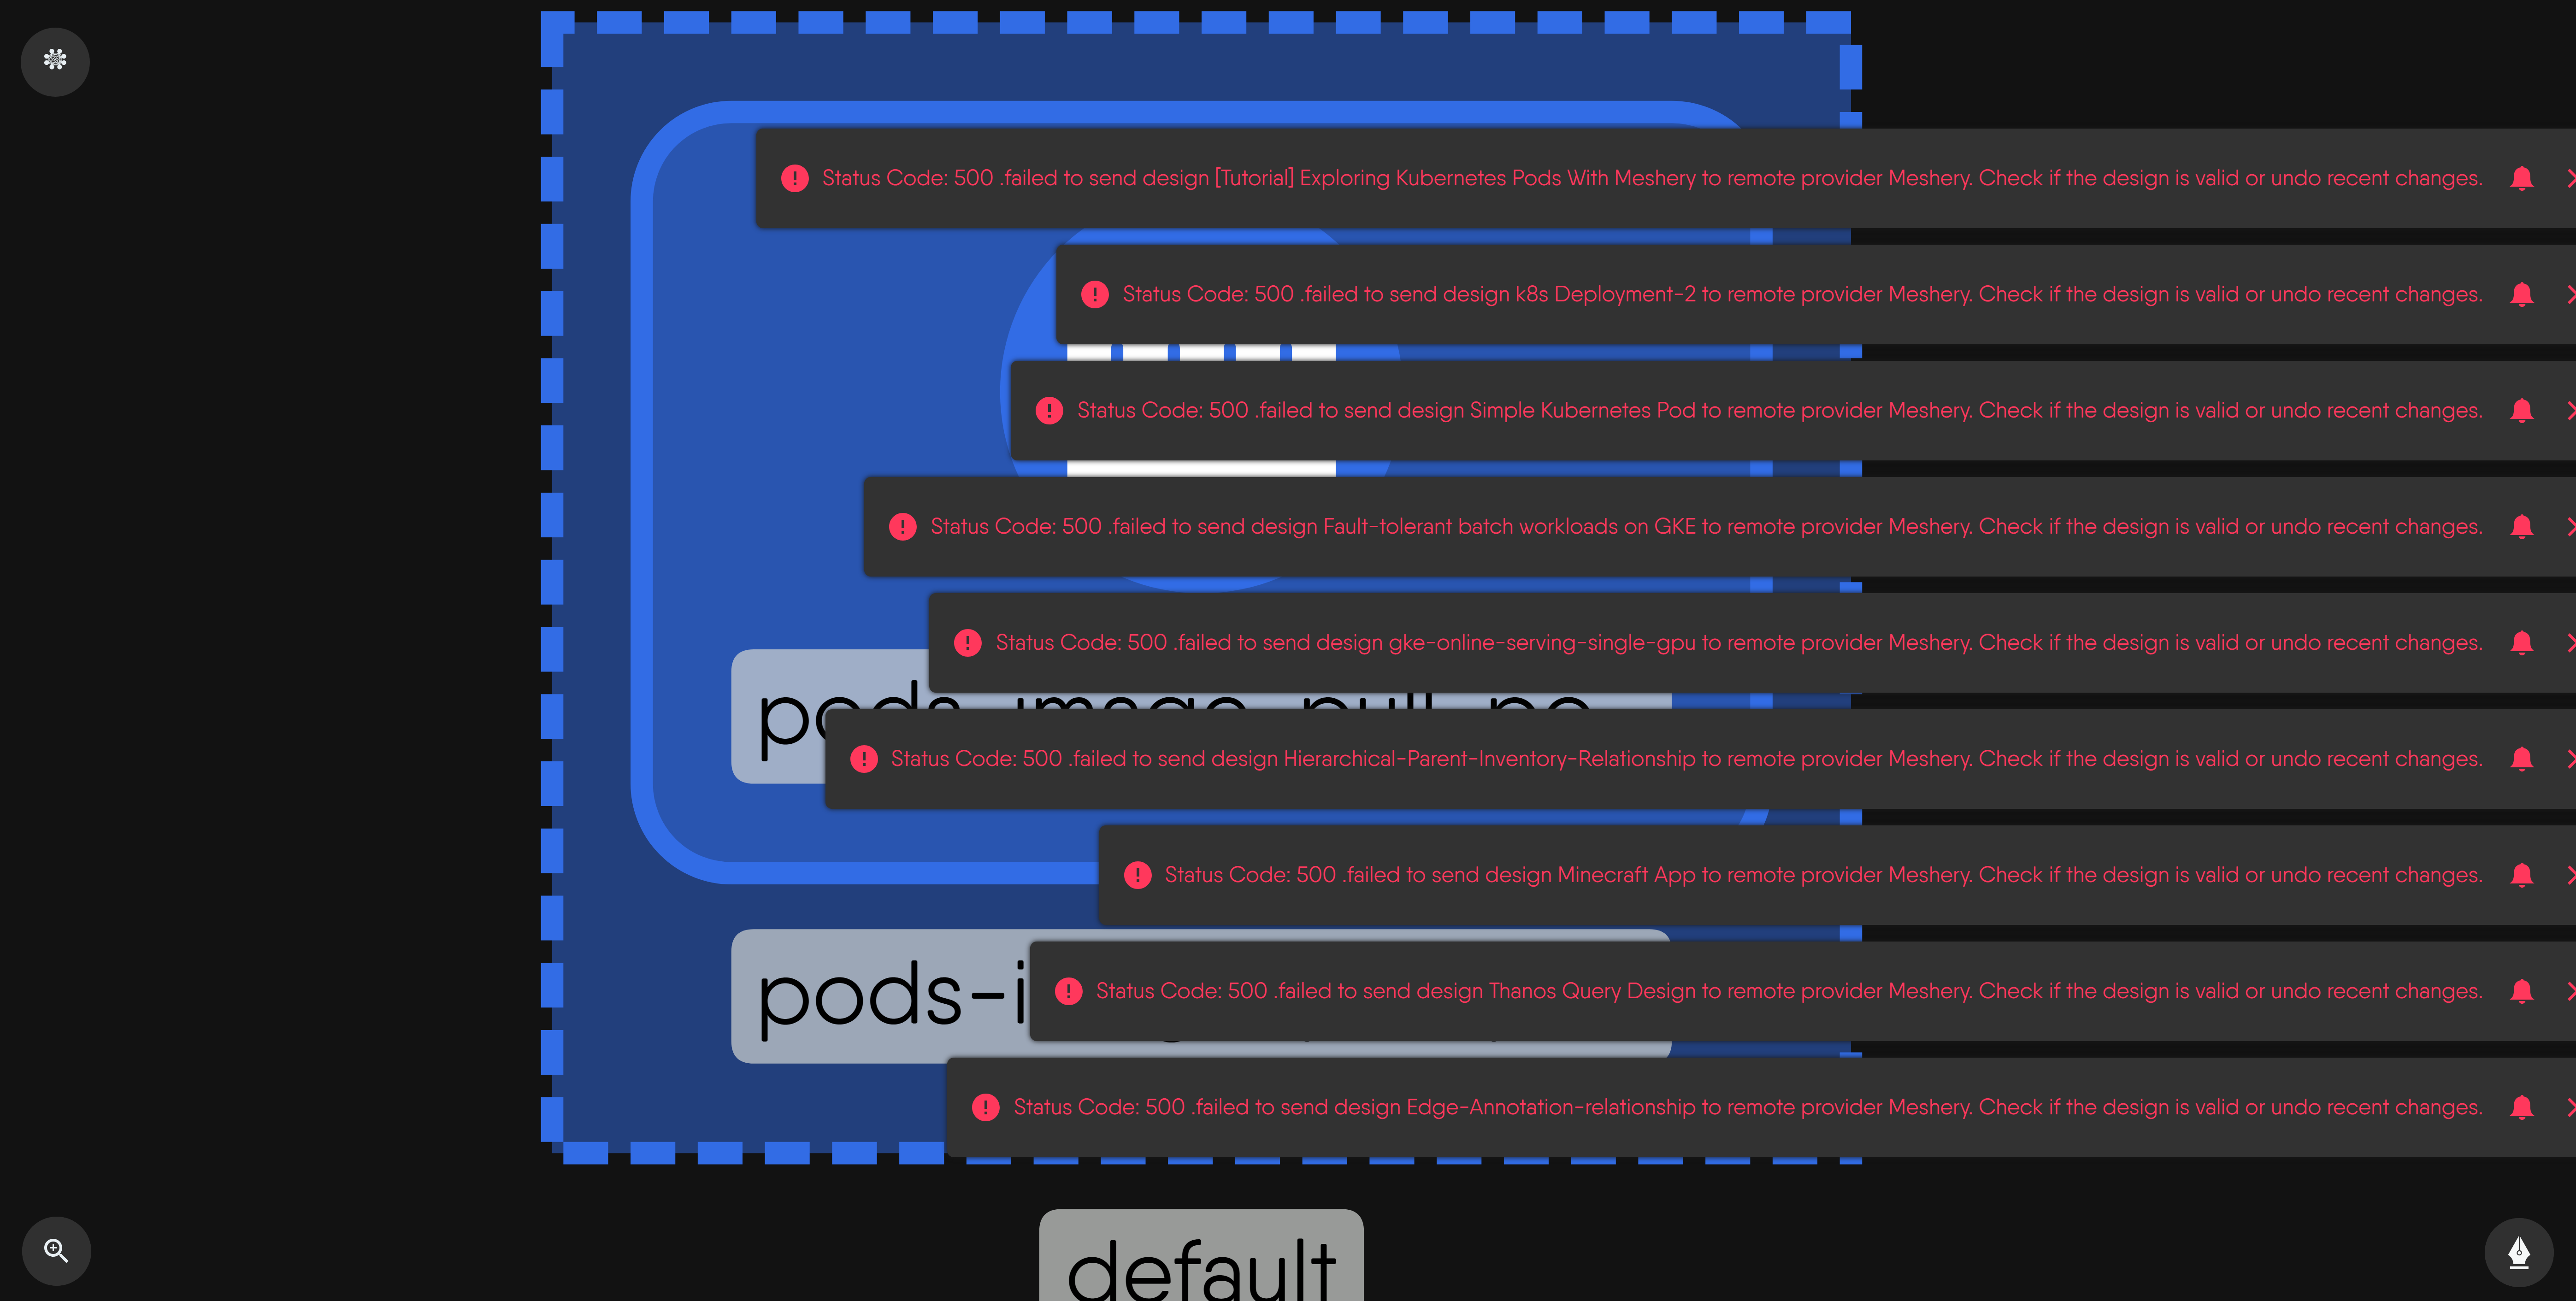 Status Code: 500 .failed to send design [Tutorial] Exploring Kubernetes Pods With Meshery to remote provider Meshery. Check if the design is valid or undo recent changes.
Status Code: 500 .failed to send design k8s Deployment-2 to remote provider Meshery. Check if the design is valid or undo recent changes.
Status Code: 500 .failed to send design Simple Kubernetes Pod to remote provider Meshery. Check if the design is valid or undo recent changes.
Status Code: 500 .failed to send design Fault-tolerant batch workloads on GKE to remote provider Meshery. Check if the design is valid or undo recent changes.
Status Code: 500 .failed to send design gke-online-serving-single-gpu to remote provider Meshery. Check if the design is valid or undo recent changes.
pods-image-pull-po
Status Code: 500 .failed to send design Hierarchical-Parent-Inventory-Relationship to remote provider Meshery. Check if the design is valid or undo recent changes.
Status Code: 500 .failed to send design Minecraft App to remote provider Meshery. Check if the design is valid or undo recent changes.
pods-i
Status Code: 500 .failed to send design Thanos Query Design to remote provider Meshery. Check if the design is valid or undo recent changes.
Status Code: 500 .failed to send design Edge-Annotation-relationship to remote provider Meshery. Check if the design is valid or undo recent changes.
default